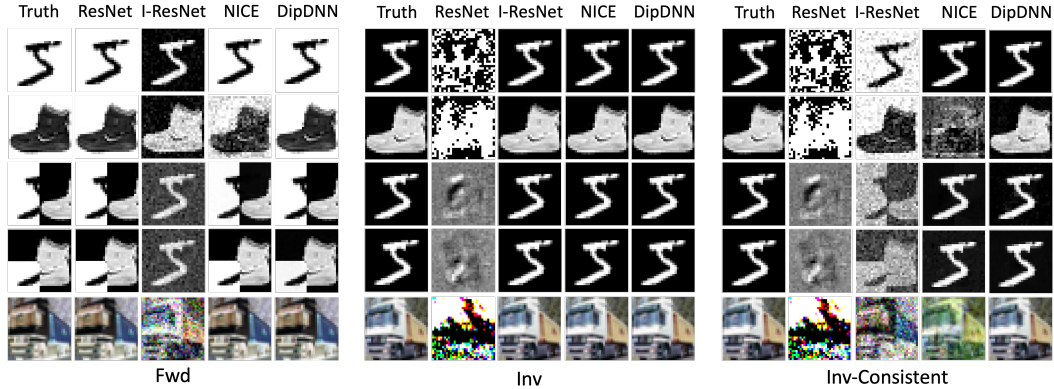 Truth ResNet I-ResNet NICE DipDNN Truth ResNet I-ResNet NICE DipDNN Truth ResNet I-ResNet NICE DipDNN
Fwd Inv Inv-Consistent